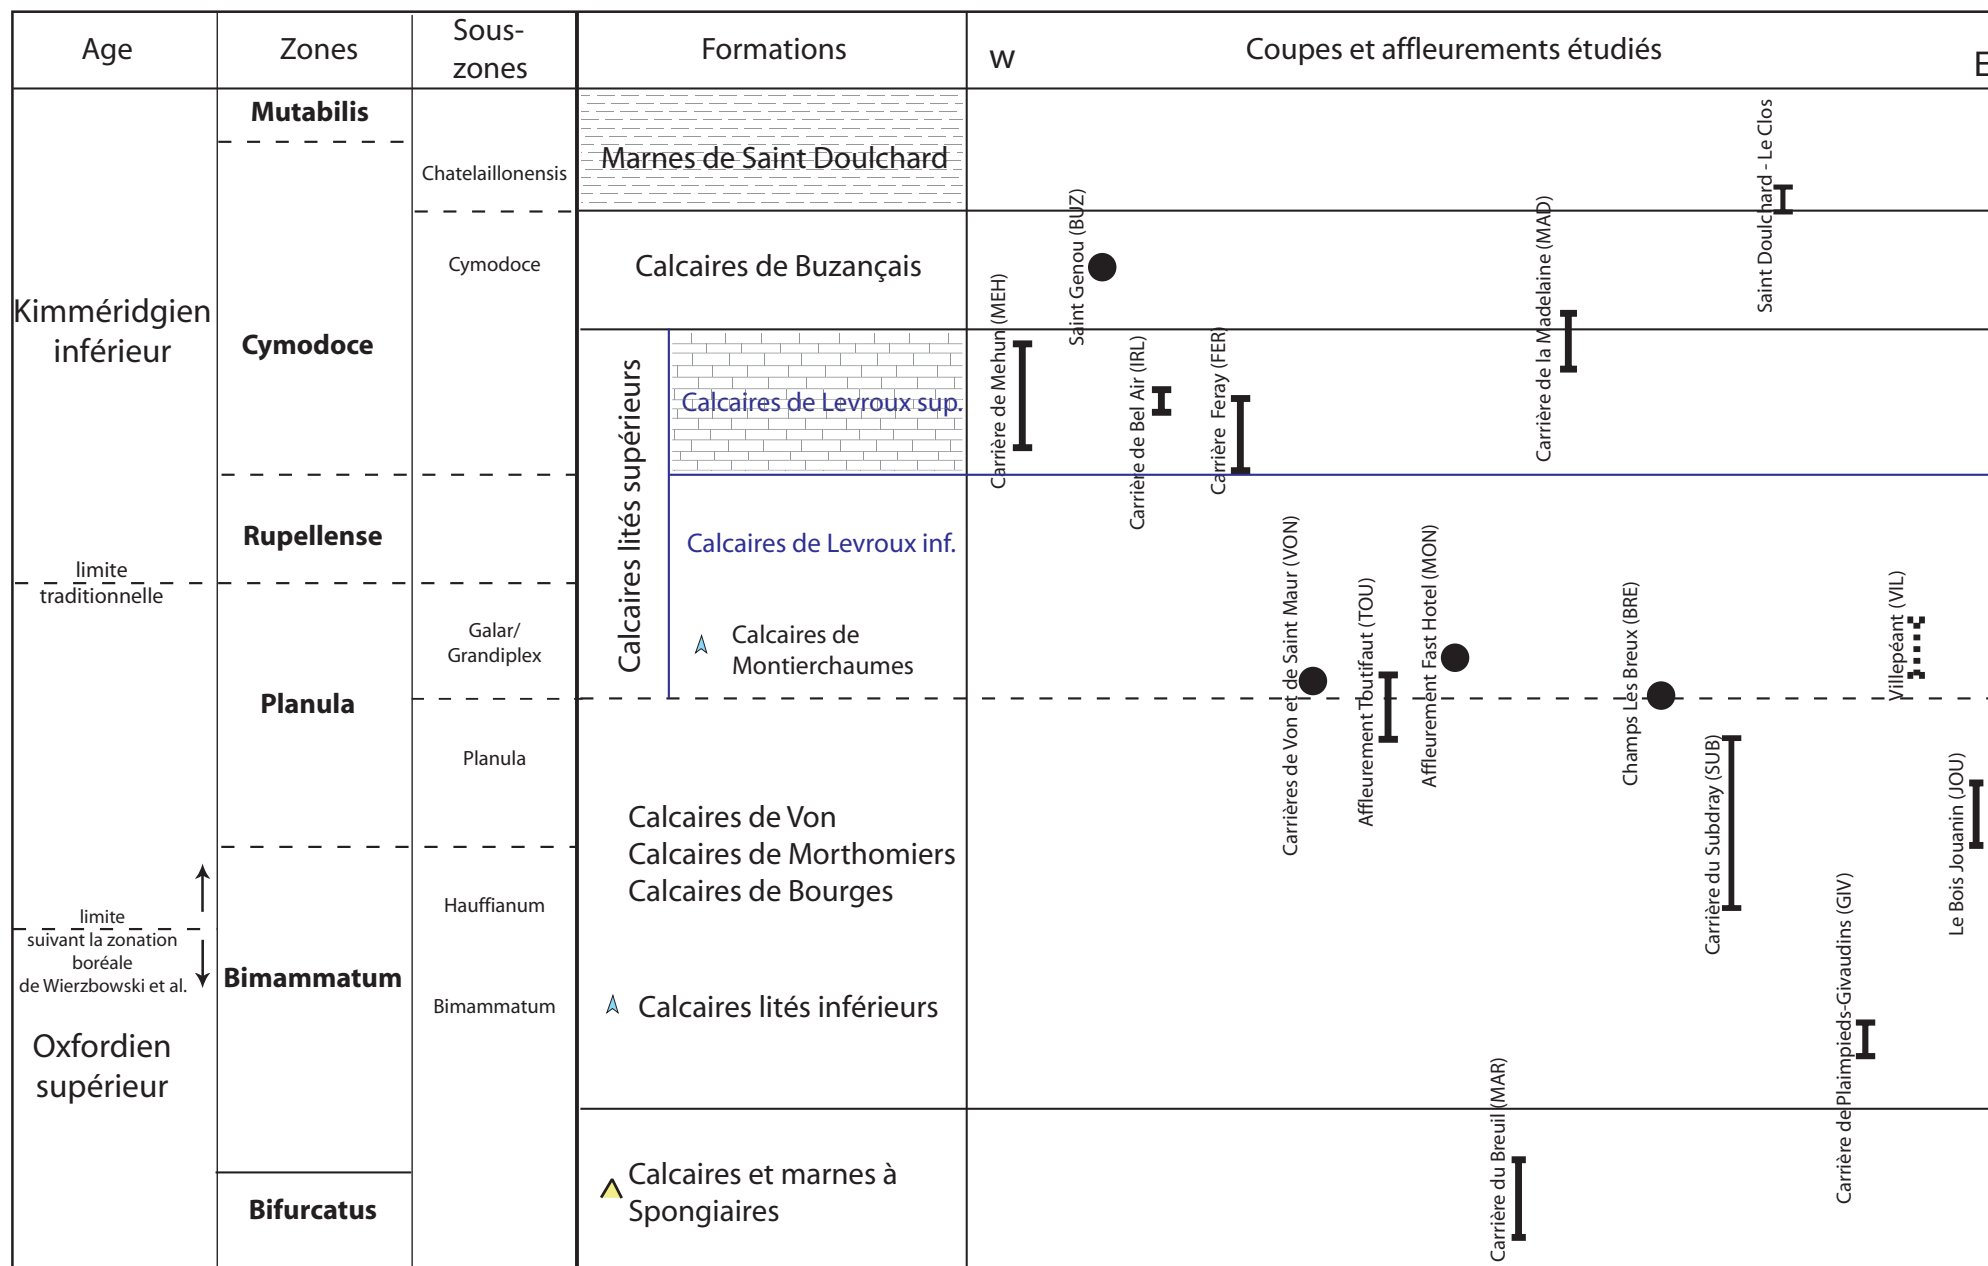 Age
Zones
Sous-
zones
Formations
W
Coupes et affleurements étudiés
E
Kimméridgien
inférieur
limite
traditionnelle
limite
suivant la zonation
boréale
de Wierzbowski et al.
Oxfordien
supérieur
Mutabilis
Cymodoce
Rupellense
Planula
Bimammatum
Bifurcatus
Chatelaillonensis
Cymodoce
Galar/
Grandiplex
Planula
Hauffianum
Bimammatum
Marnes de Saint Doulchard
Calcaires de Buzançais
Calcaires lités supérieurs
Calcaires de Levroux sup.
Calcaires de Levroux inf.
Calcaires de
Montierchaumes
Calcaires de Von
Calcaires de Morthomiers
Calcaires de Bourges
Calcaires lités inférieurs
Calcaires et marnes à
Spongiaires
Carrière de Mehun (MEH)
Saint Genou (BUZ)
Carrière de Bel Air (IRL)
Carrière Feray (FER)
Carrières de Von et de Saint Maur (VON)
Affleurement Toutifaut (TOU)
Affleurement Fast Hotel (MON)
Carrière du Breuil (MAR)
Carrière de la Madelaine (MAD)
Champs Les Breux (BRE)
Carrière du Subdray (SUB)
Saint Doulchard - Le Clos
Carrière de Plaimpieds-Givaudins (GIV)
Villepéant (VIL)
Le Bois Jouanin (JOU)